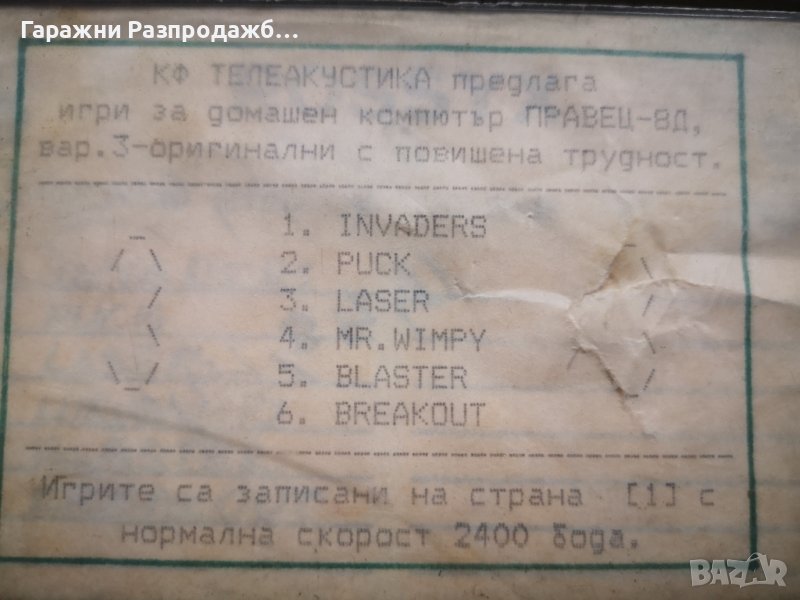 Гаражни Разпродажб...
КФ ТЕЛЕАКУСТИКА предлага
игри за домашен компютър ПРАВЕЦ-8Д,
вар.3-оригинални с повишена трудност.
1. INVADERS
2. PUCK
3. LASER
4. MR.WIMPY
5. BLASTER
6. BREAKOUT
Игрите са записани на страна [1] с
нормална скорост 2400 бода.
BAZAR